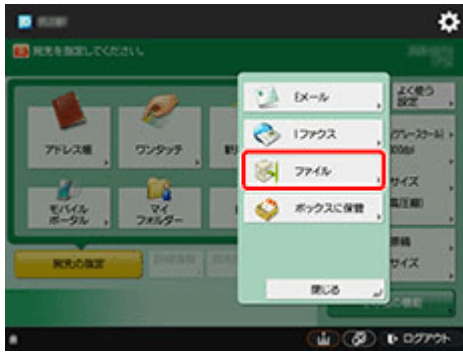 宛先を指定してください。
Eメール
よく使う
設定
Iファクス
アドレス帳
ワンタッチ
ファイル
サイズ
モバイル
ポータル
マイ
フォルダー
ボックスに保管
原稿
サイズ
宛先の指定
閉じる
ログアウト